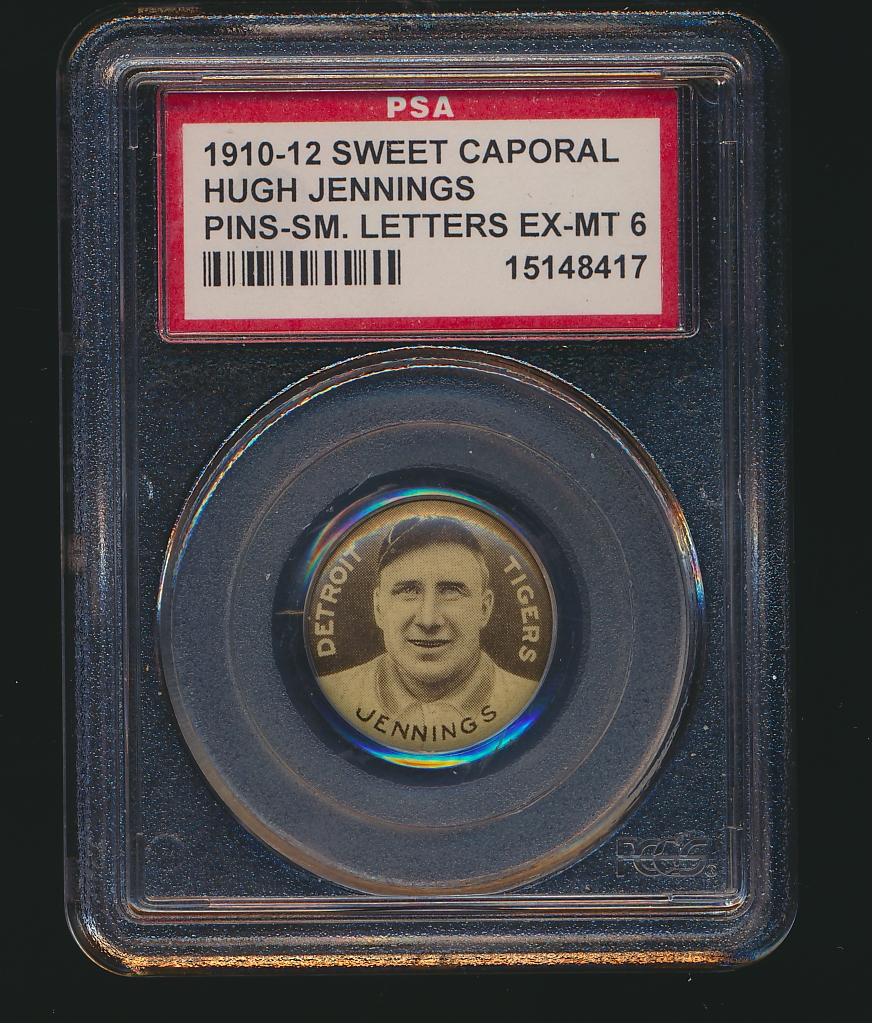 PSA
1910-12 SWEET CAPORAL
HUGH JENNINGS
PINS-SM. LETTERS EX-MT 6
15148417
DETROIT TIGERS
JENNINGS
PCGS